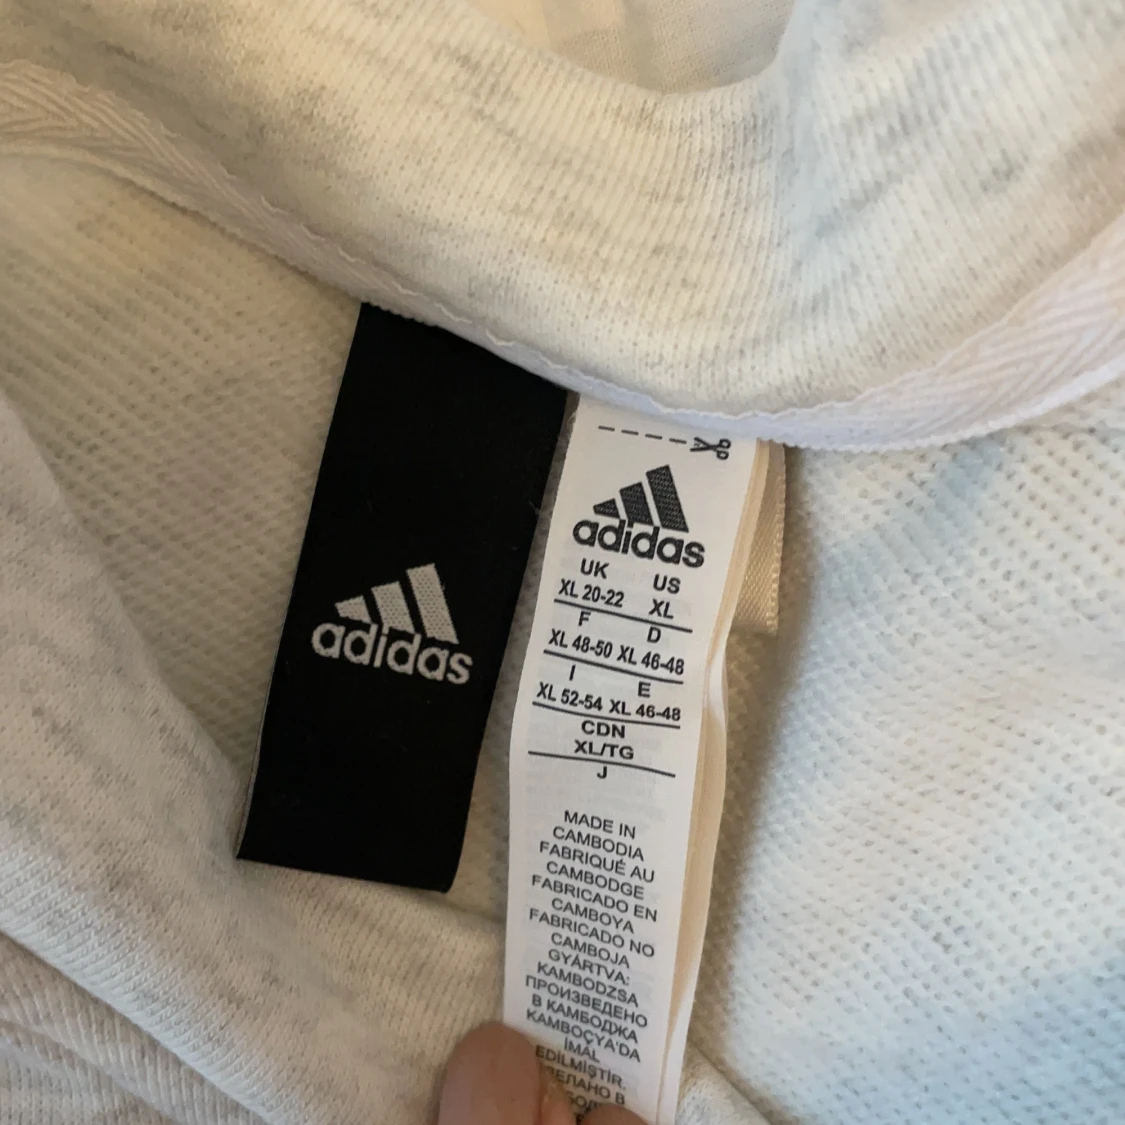 adidas
adidas
UK US
XL 20-22 XL
F D
XL 48-50 XL 46-48
I E
XL 52-54 XL 46-48
CDN
XL/TG
J
MADE IN
CAMBODIA
FABRIQUÉ AU
CAMBODGE
FABRICADO EN
CAMBOYA
FABRICADO NO
CAMBOJA
GYÁRTVA:
KAMBODZSA
ПРОИЗВЕДЕНО
В КАМБОДЖА
KAMBOÇYA'DA
İMAL
EDİLMİŞTİR.
В